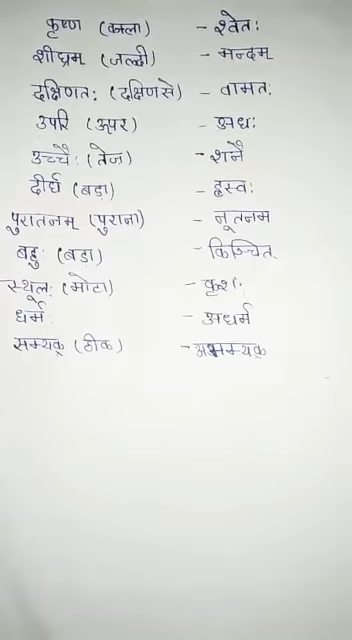 कृष्ण (काला) - श्वेतः
शीघ्रम् (जल्दी) - मन्दम्
दक्षिणतः (दक्षिण से) - वामतः
उपरि (ऊपर) - अधः
उच्चैः (तेज) - शनै
दीर्घ (बड़ा) - ह्रस्वः
पुरातनम् (पुराना) - नूतनम
बहुः (बड़ा) - किञ्चित्
स्थूलः (मोटा) - कृशः
धर्म - अधर्म
सम्यक् (ठीक) - असम्यक्